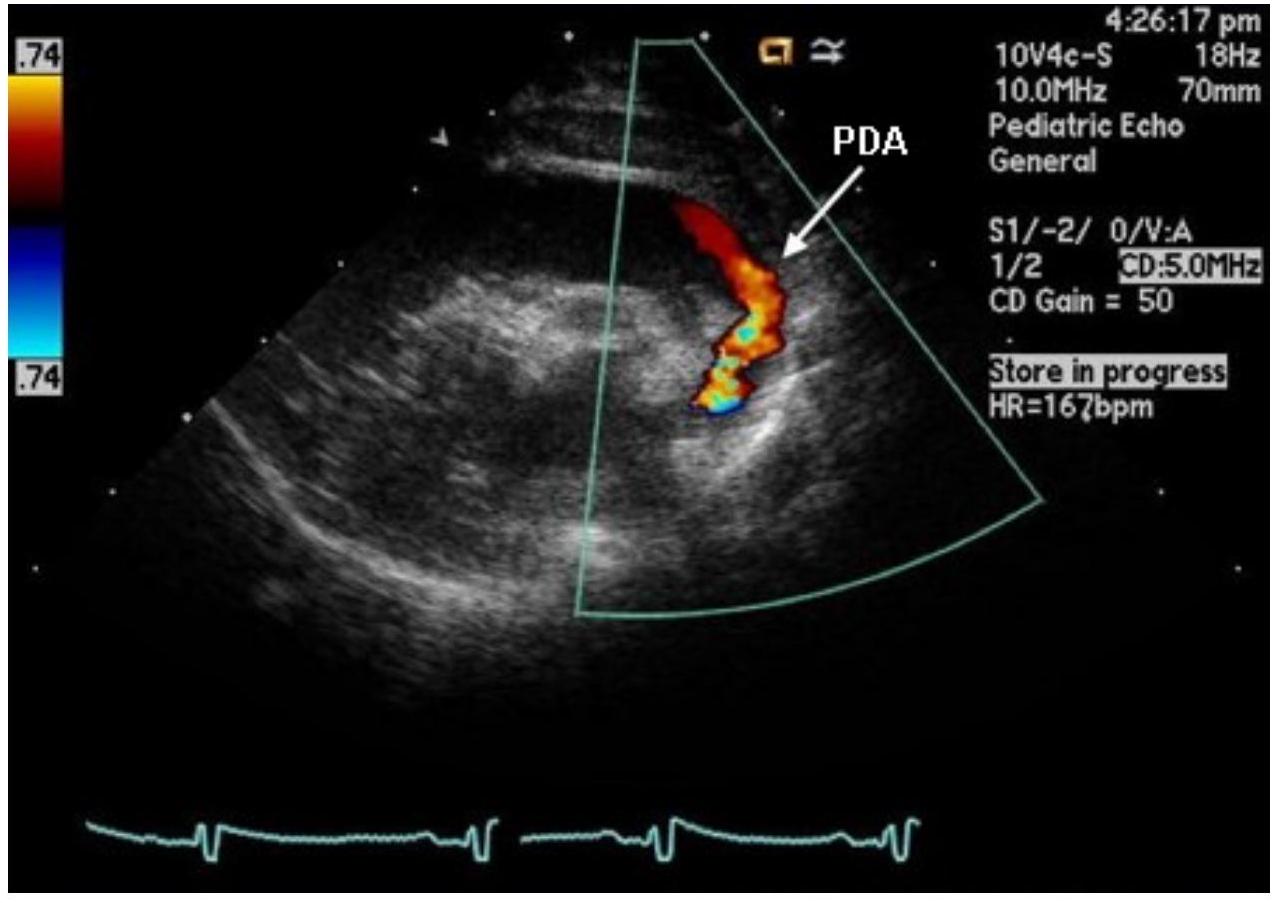 .74
.74
PDA
4:26:17 pm
10V4c-S 18Hz
10.0MHz 70mm
Pediatric Echo
General
S1/-2/ 0/V:A
1/2 CD:5.0MHz
CD Gain = 50
Store in progress
HR=167bpm